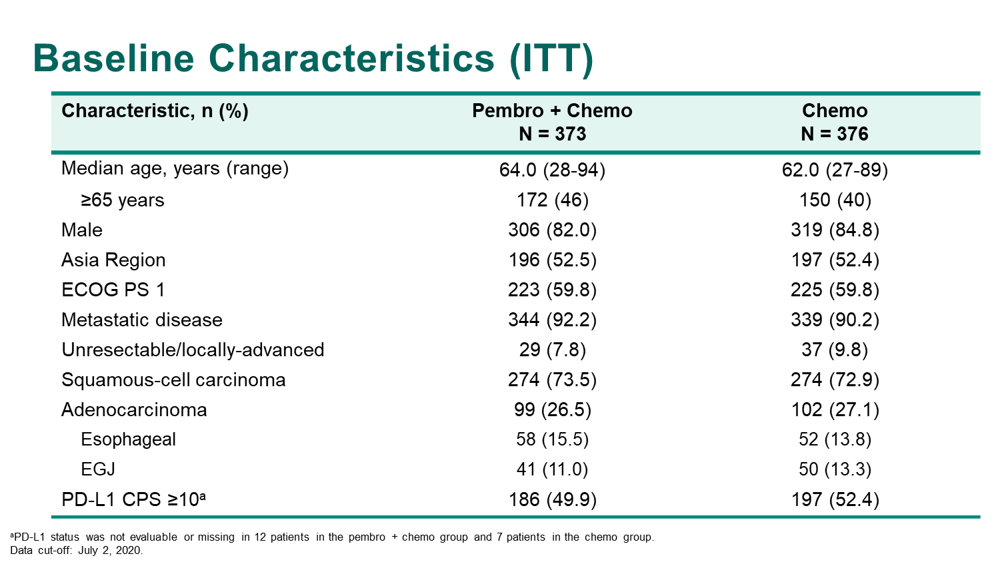 Baseline Characteristics (ITT)
Characteristic, n (%) Pembro + Chemo Chemo
N = 373 N = 376
Median age, years (range) 64.0 (28-94) 62.0 (27-89)
≥65 years 172 (46) 150 (40)
Male 306 (82.0) 319 (84.8)
Asia Region 196 (52.5) 197 (52.4)
ECOG PS 1 223 (59.8) 225 (59.8)
Metastatic disease 344 (92.2) 339 (90.2)
Unresectable/locally-advanced 29 (7.8) 37 (9.8)
Squamous-cell carcinoma 274 (73.5) 274 (72.9)
Adenocarcinoma 99 (26.5) 102 (27.1)
Esophageal 58 (15.5) 52 (13.8)
EGJ 41 (11.0) 50 (13.3)
PD-L1 CPS ≥10ᵃ 186 (49.9) 197 (52.4)
ᵃPD-L1 status was not evaluable or missing in 12 patients in the pembro + chemo group and 7 patients in the chemo group.
Data cut-off: July 2, 2020.